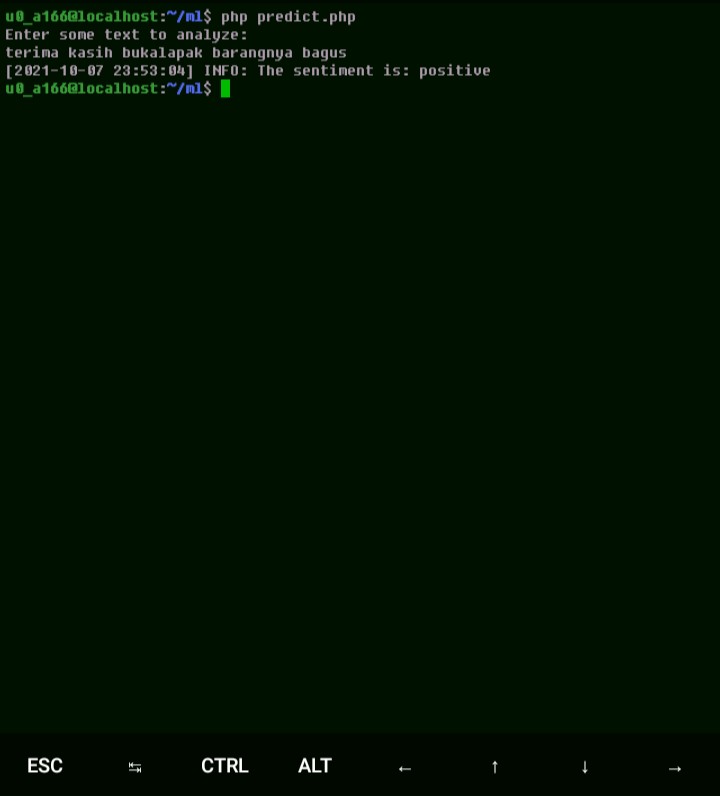 u0_a166@localhost:~/ml$ php predict.php
Enter some text to analyze:
terima kasih bukalapak barangnya bagus
[2021-10-07 23:53:04] INFO: The sentiment is: positive
u0_a166@localhost:~/ml$
ESC ↹ CTRL ALT ← ↑ ↓ →